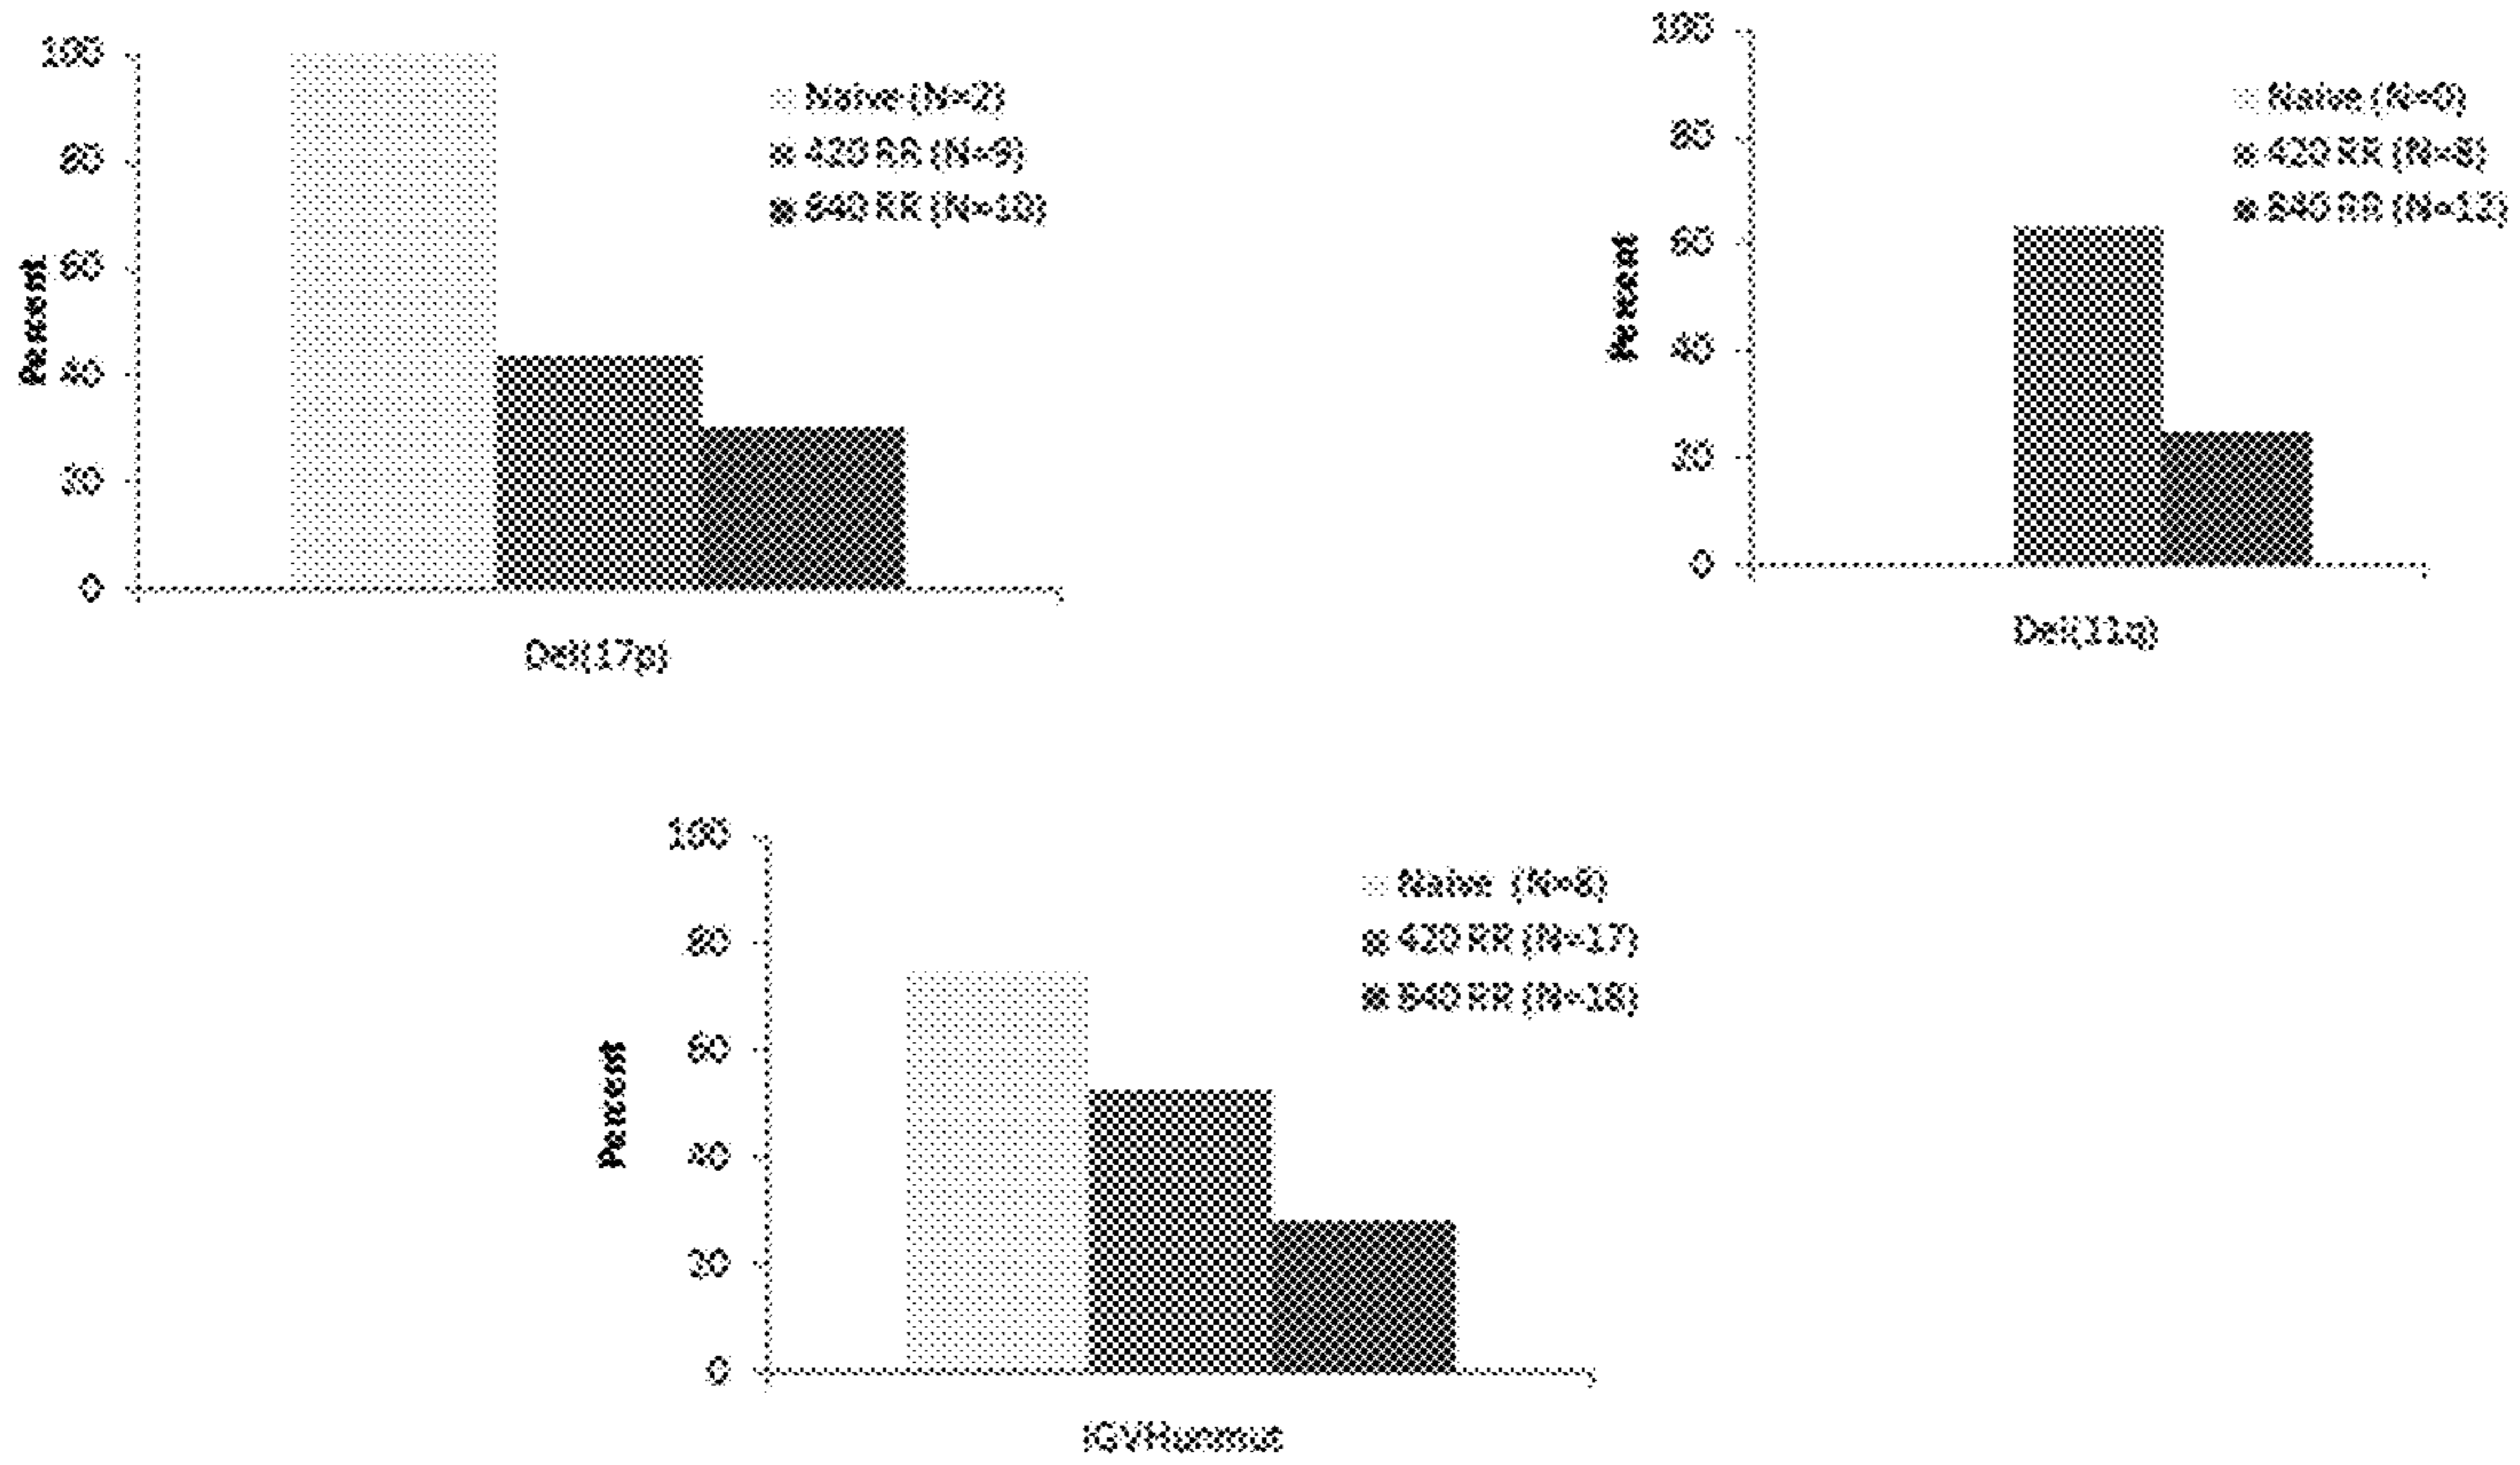 100
80
60
40
20
0
Percent
Naïve (N=2)
420 RR (N=9)
840 RR (N=10)
Del(17p)
100
80
60
40
20
0
Percent
Naive (N=0)
420 RR (N=8)
840 RR (N=12)
Del(11q)
100
80
60
40
20
0
Percent
Naive
420 RR (N=17)
840 RR (N=18)
IGVHunmut